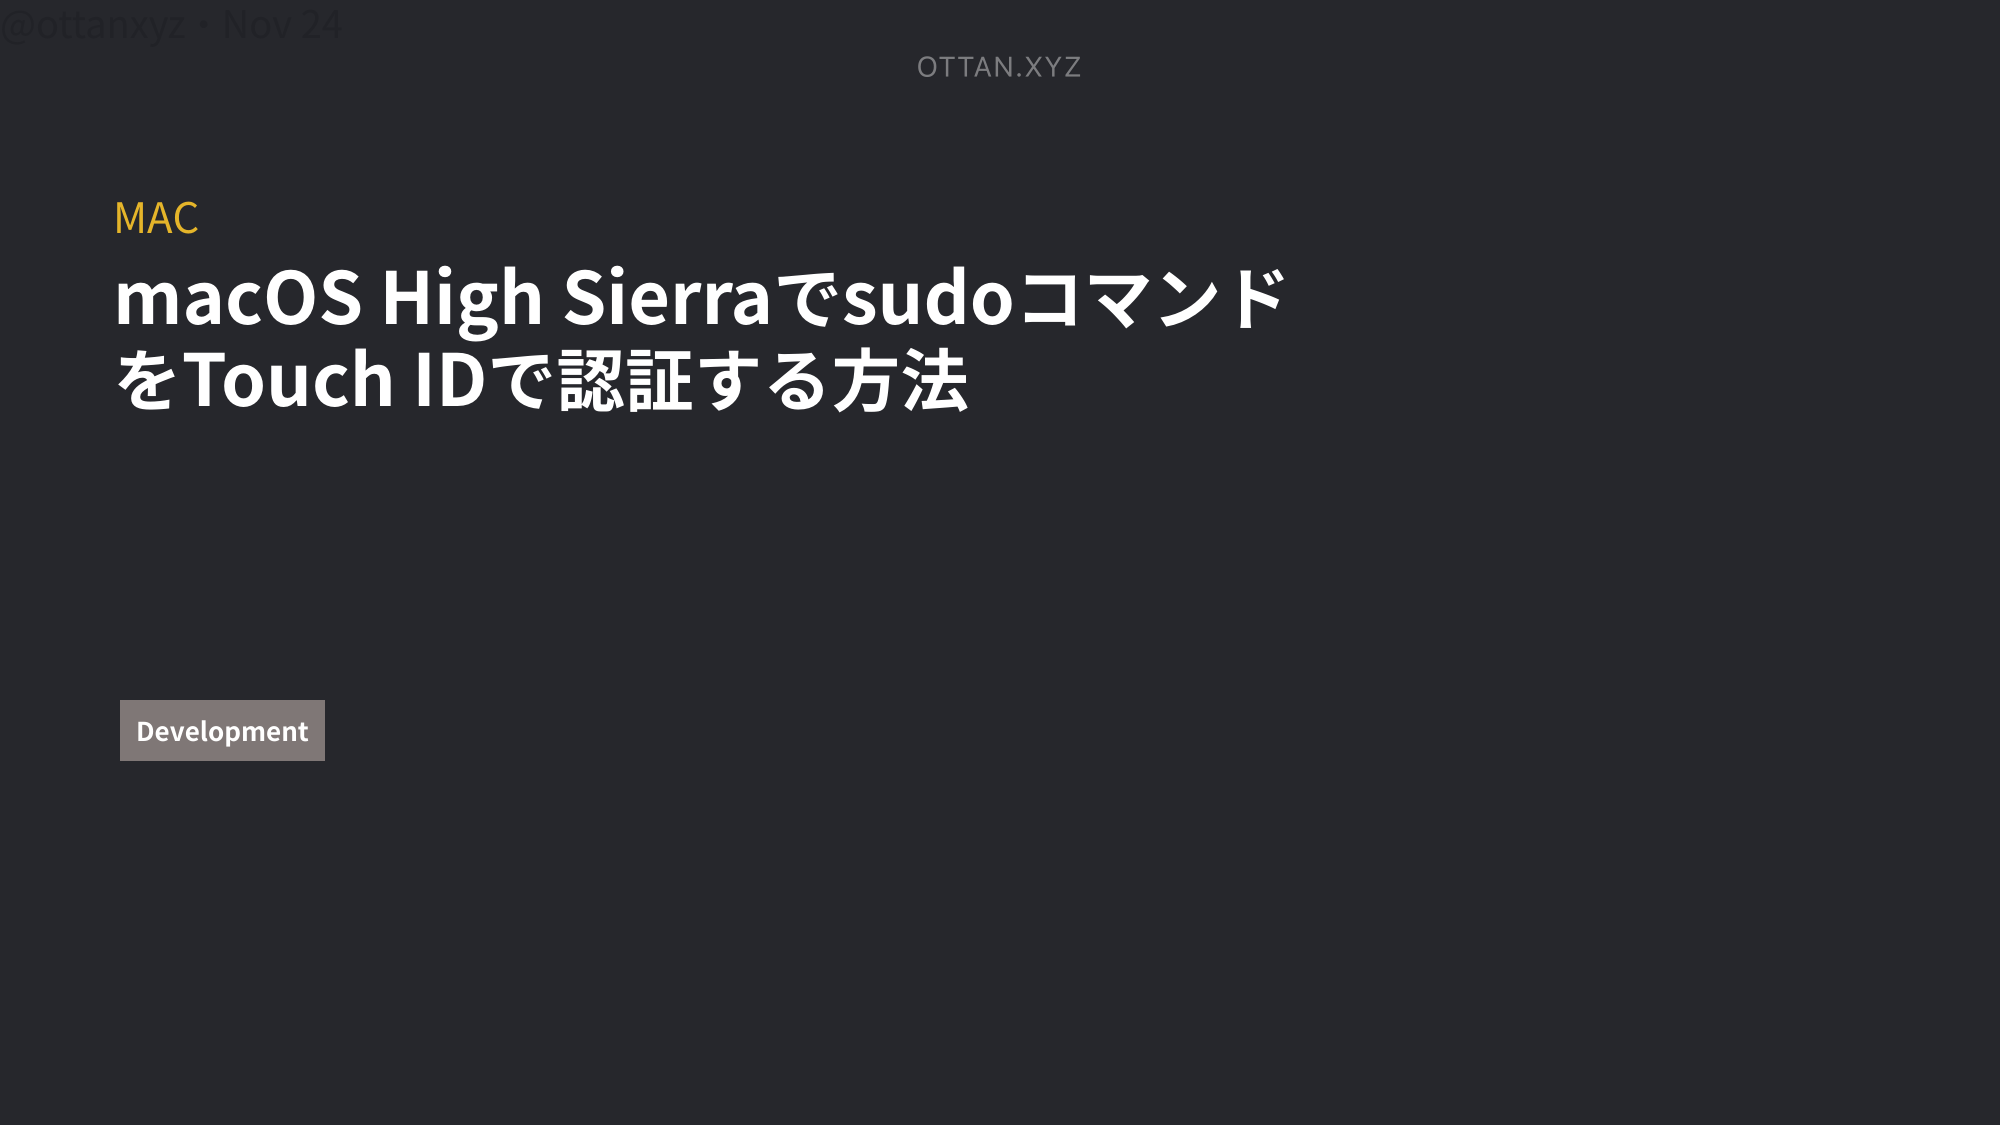 @ottanxyz・Nov 24
OTTAN.XYZ
MAC
macOS High Sierraでsudoコマンド
をTouch IDで認証する方法
Development